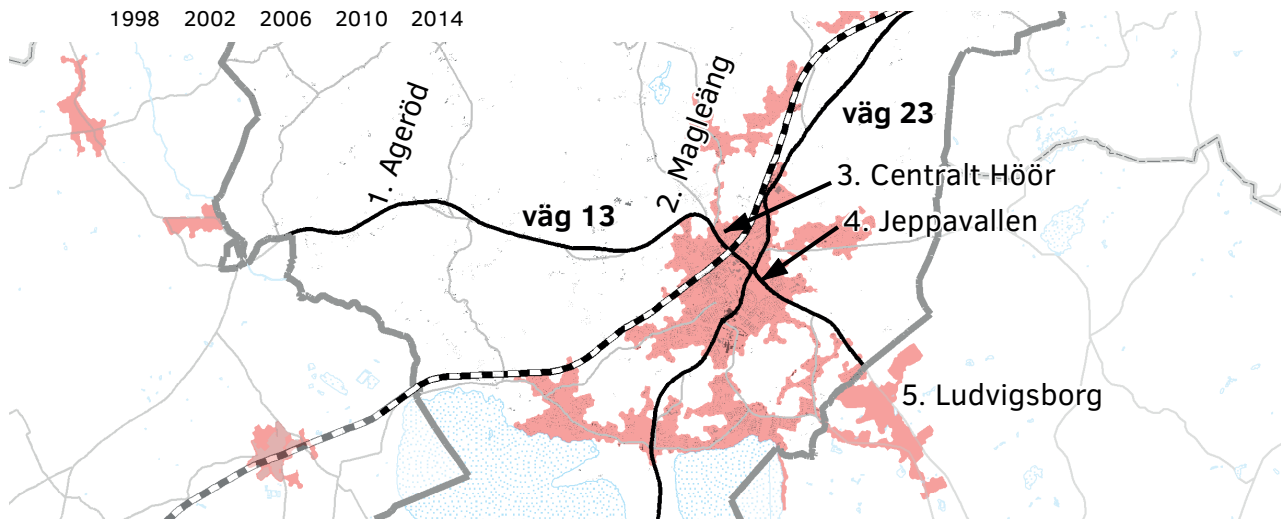 1998 2002 2006 2010 2014
1. Ageröd
2. Magleäng
väg 23
3. Centralt Höör
väg 13
4. Jeppavallen
5. Ludvigsborg